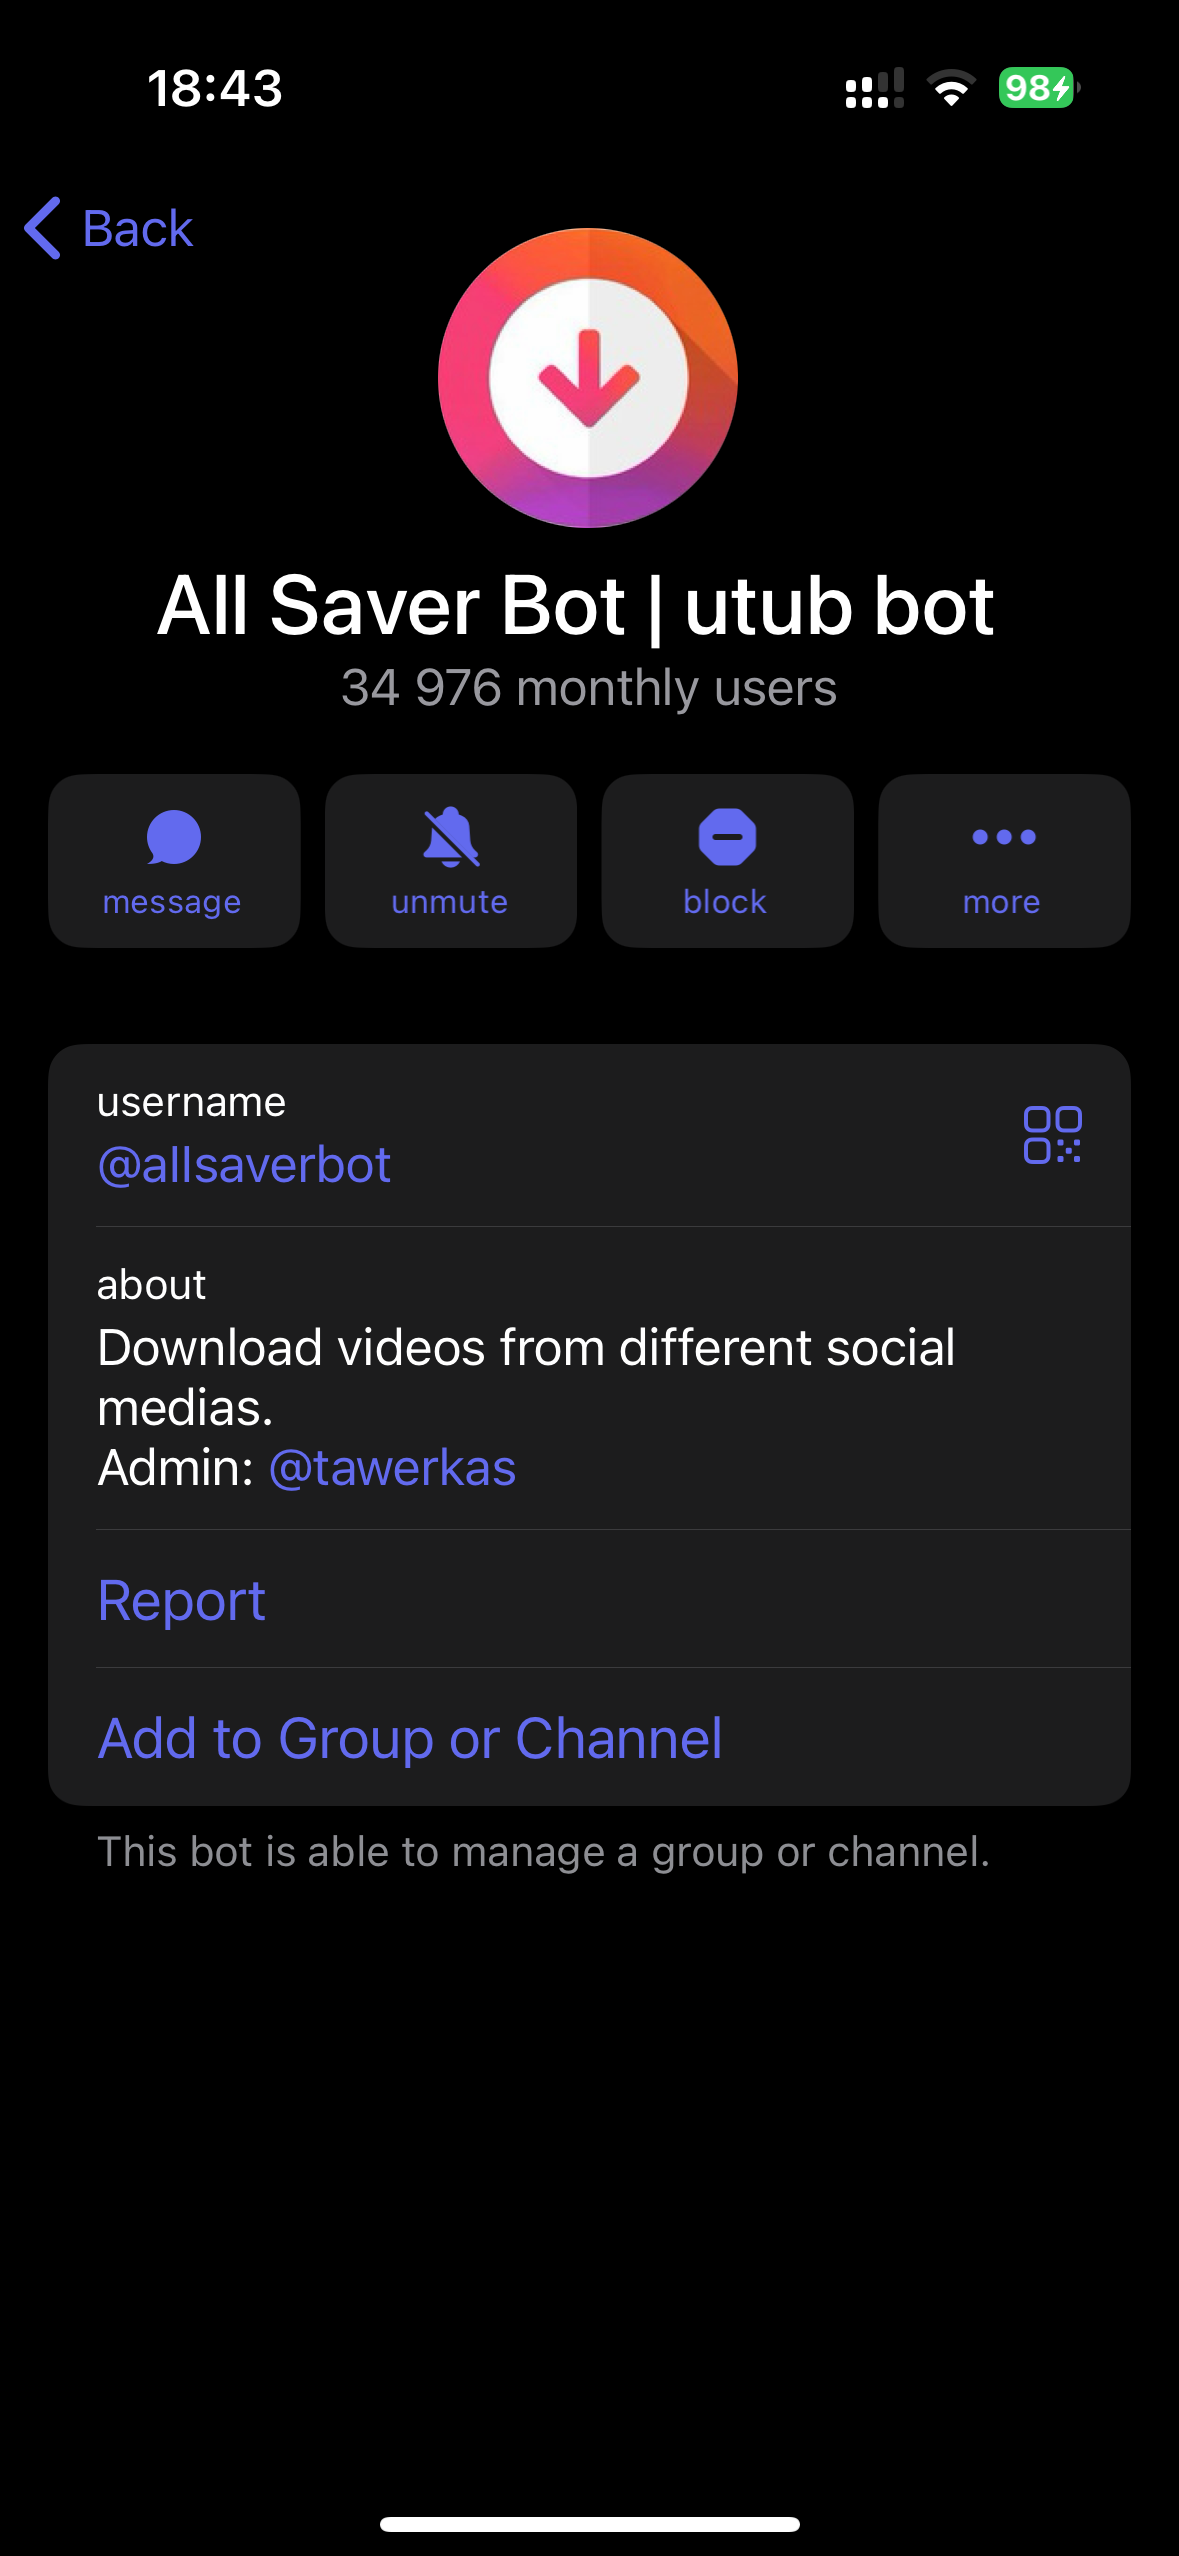 18:43
98
Back
All Saver Bot | utub bot
34 976 monthly users
message
unmute
block
more
username
@allsaverbot
about
Download videos from different social
medias.
Admin: @tawerkas
Report
Add to Group or Channel
This bot is able to manage a group or channel.